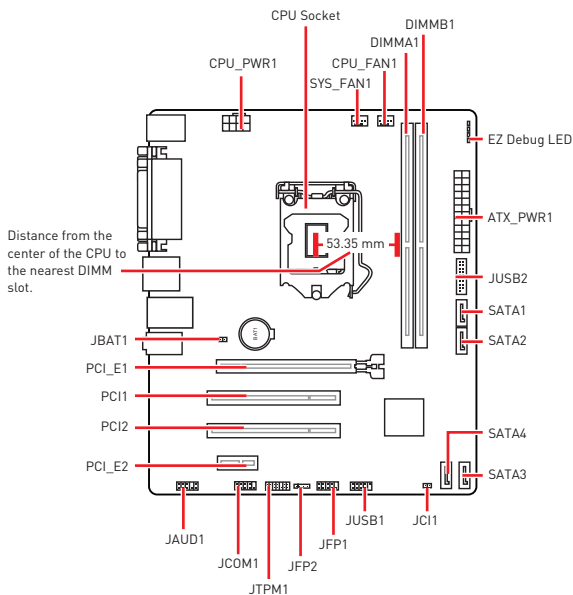 CPU Socket
DIMMB1
DIMMA1
CPU_PWR1
CPU_FAN1
SYS_FAN1
EZ Debug LED
ATX_PWR1
Distance from the
center of the CPU to
the nearest DIMM
slot.
53.35 mm
JUSB2
SATA1
SATA2
JBAT1
BAT1
PCI_E1
PCI1
PCI2
PCI_E2
SATA4
SATA3
JAUD1
JCOM1
JTPM1
JFP2
JFP1
JUSB1
JCI1